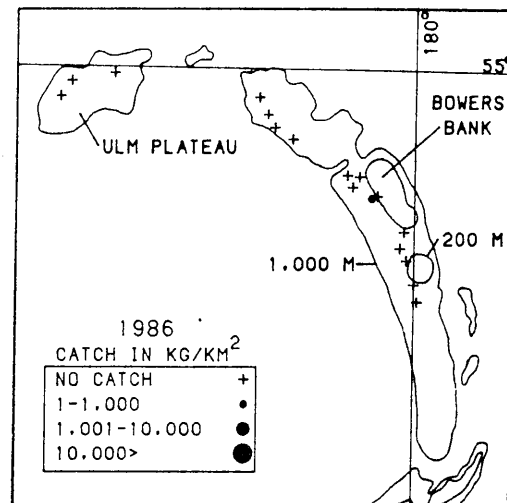 180°
55°
BOWERS
BANK
ULM PLATEAU
200 M
1.000 M
1986
CATCH IN KG/KM²
NO CATCH +
1-1.000
1.001-10.000
10.000>